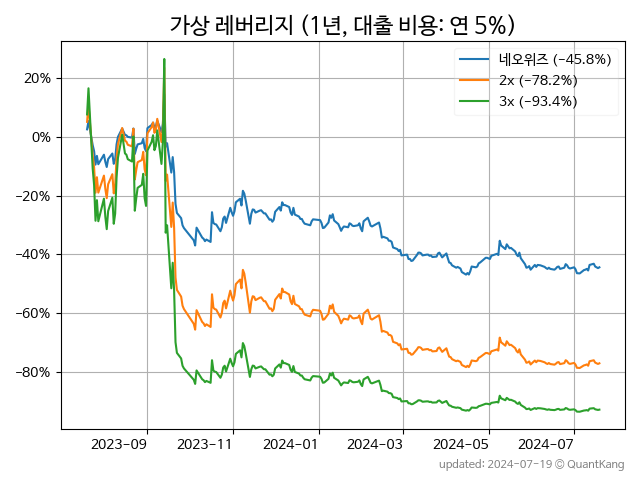 가상 레버리지 (1년, 대출 비용: 연 5%)
네오위즈 (−45.8%)
2x (−78.2%)
3x (−93.4%)
20%
0%
−20%
−40%
−60%
−80%
2023-09 2023-11 2024-01 2024-03 2024-05 2024-07
updated: 2024-07-19 © QuantKang